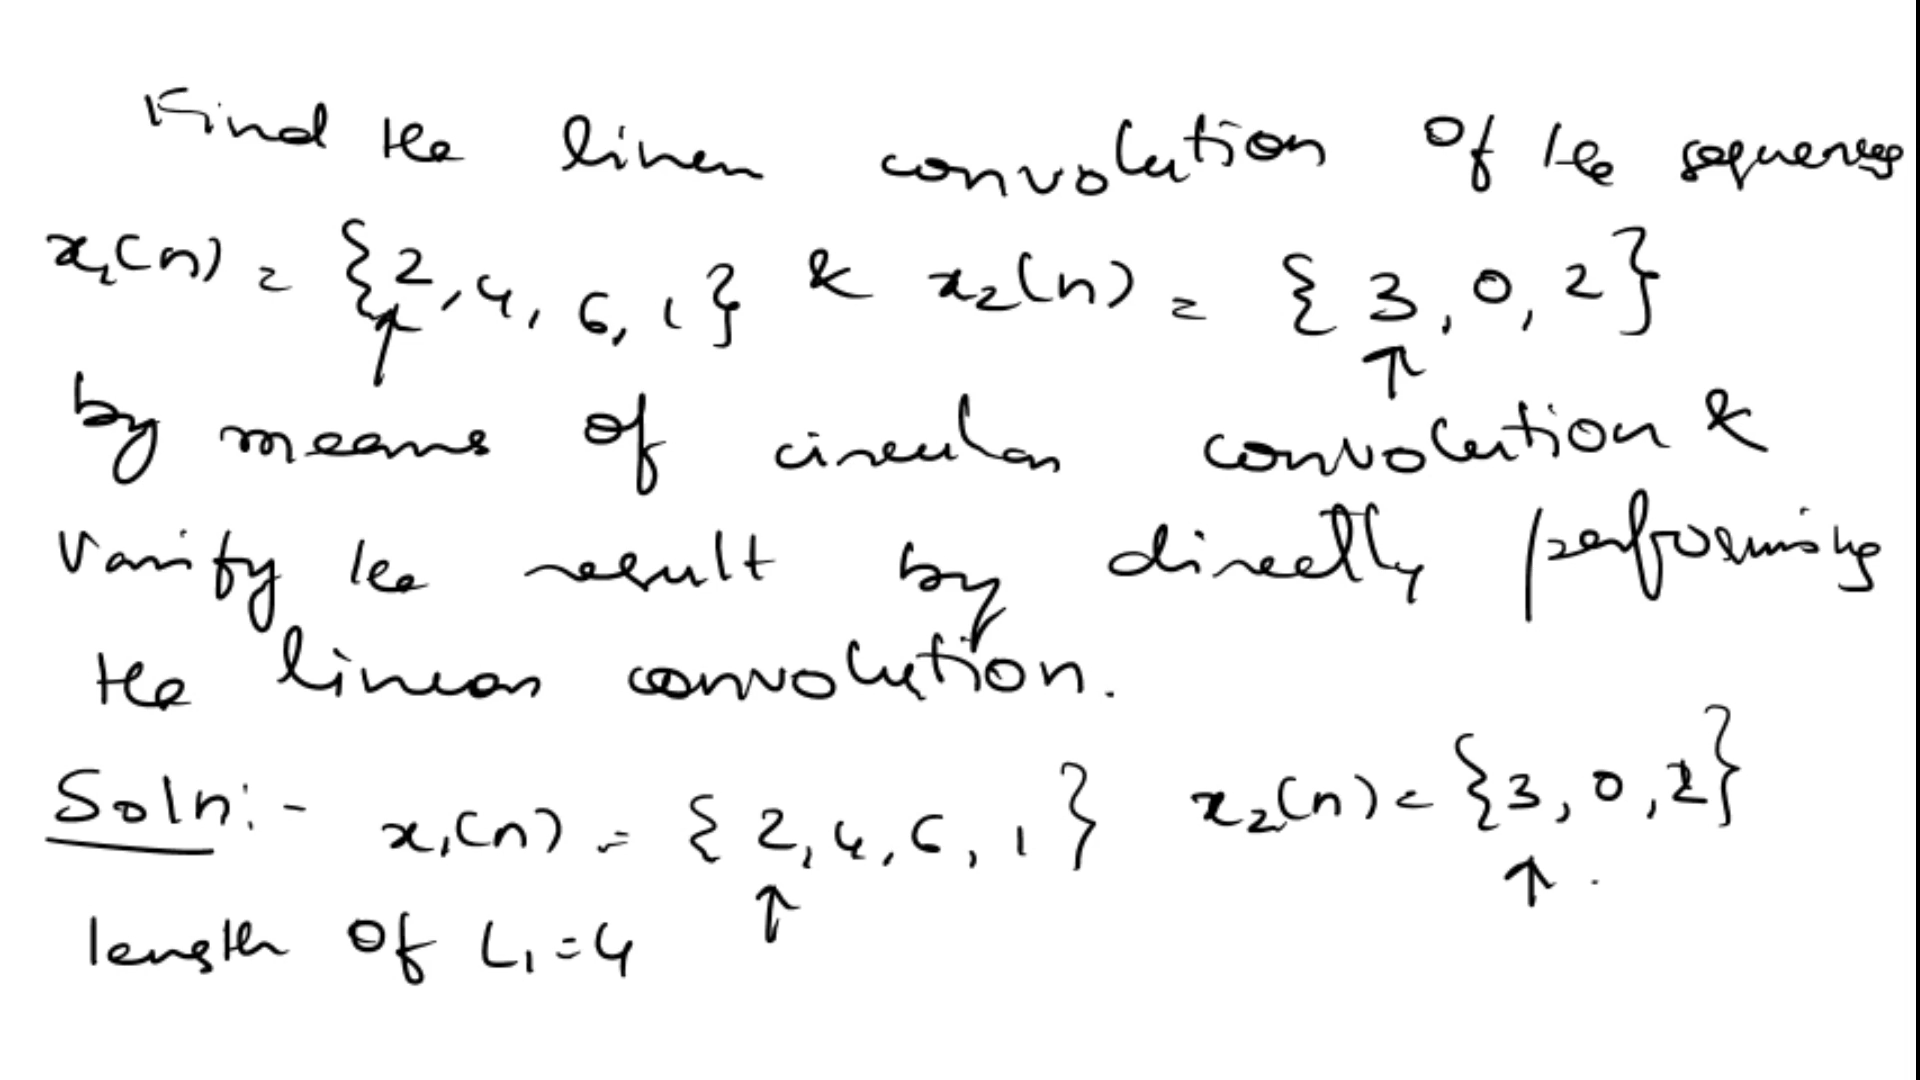 Find the linear convolution of the sequences
x₁(n) = {2, 4, 6, 1} & x₂(n) = {3, 0, 2}
↑ ↑
by means of circular convolution &
Varify the result by directly performing
the linear convolution.
Soln:- x₁(n) = {2, 4, 6, 1} x₂(n) = {3, 0, 2}
↑ ↑
length of L₁=4